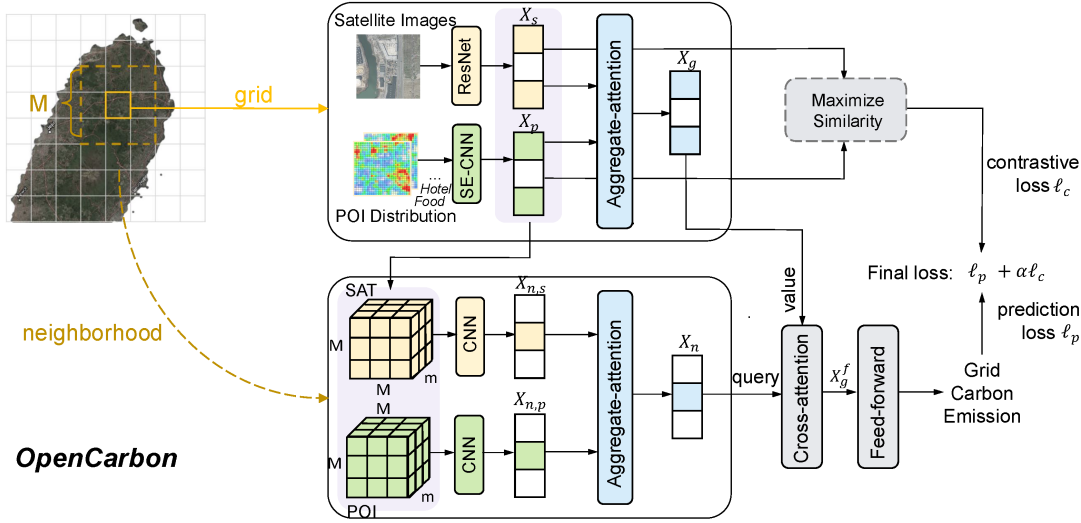 M
grid
neighborhood
OpenCarbon
Satellite Images
ResNet
X_s
X_p
SE-CNN
...
Hotel
Food
POI Distribution
Aggregate-attention
X_g
Maximize
Similarity
contrastive
loss ℓ_c
Final loss: ℓ_p + αℓ_c
prediction
loss ℓ_p
SAT
M
M
m
CNN
X_{n,s}
M
M
m
POI
CNN
X_{n,p}
Aggregate-attention
X_n
query
value
Cross-attention
X_g^f
Feed-forward
Grid
Carbon
Emission